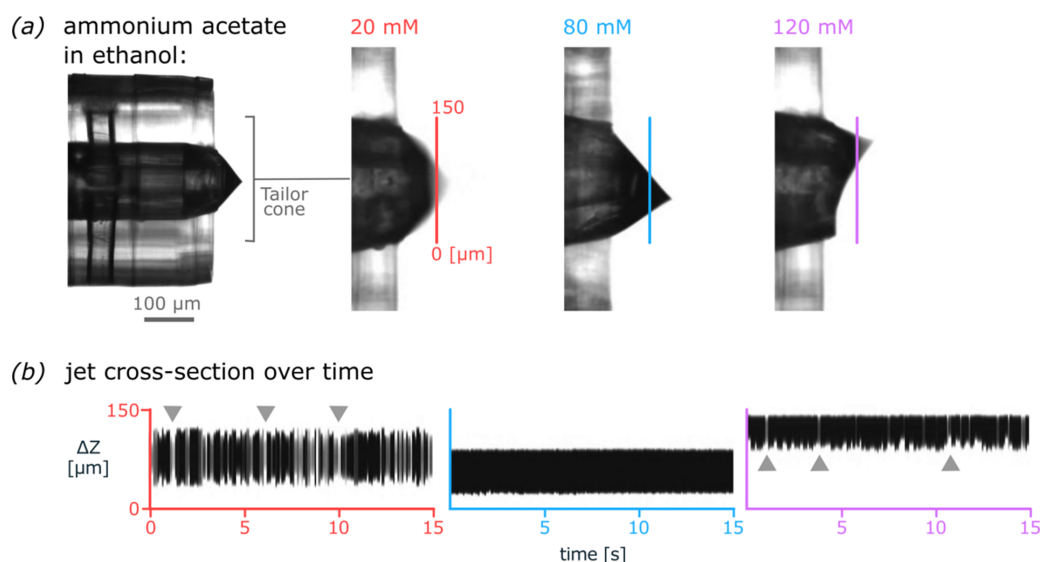 (a) ammonium acetate
in ethanol:
20 mM
80 mM
120 mM
150
Tailor
cone
0 [μm]
100 μm
(b) jet cross-section over time
150
ΔZ
[μm]
0
0 5 10 15
5 10 15
5 10 15
time [s]